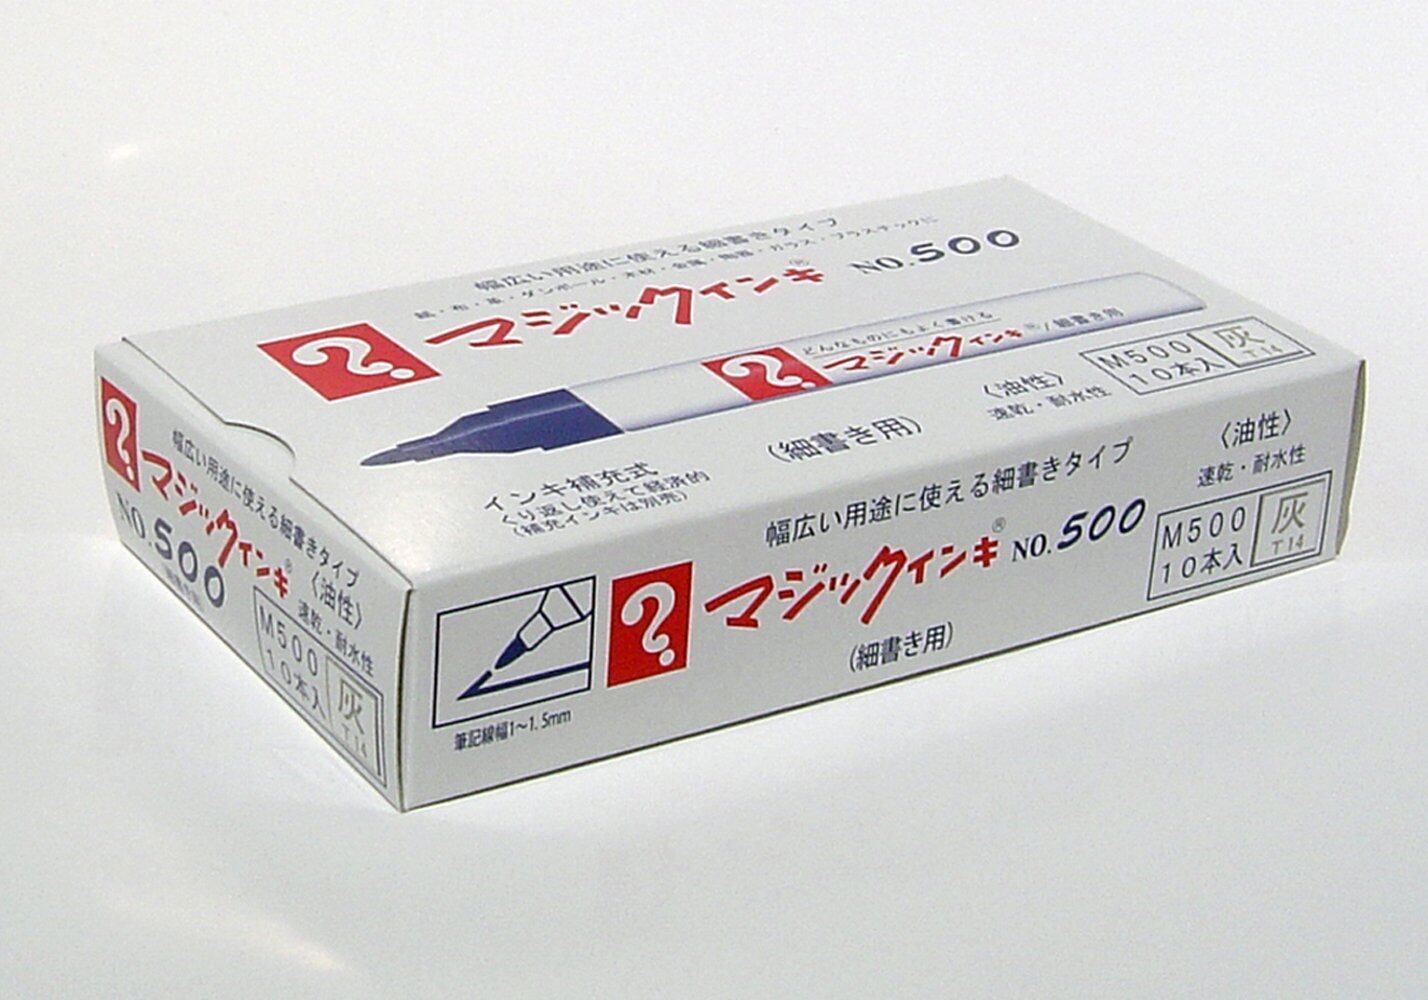 幅広い用途に使える細書きタイプ
紙・布・革・ダンボール・木材・金属・陶器・ガラス・プラスチックに
? マジックインキ® NO.500
どんなものにもよく書ける
? マジックインキ®/細書き用
インキ補充式
くり返し使えて経済的
(補充インキは別売)
(細書き用)
〈油性〉
速乾・耐水性
M500
10本入
灰
T14
? マジックインキ®
幅広い用途に使える細書きタイプ
NO.500
〈油性〉
速乾・耐水性
M500
10本入
灰
T14
筆記線幅1〜1.5mm
幅広い用途に使える細書きタイプ
? マジックインキ® NO.500
(細書き用)
〈油性〉
速乾・耐水性
M500
10本入
灰
T14